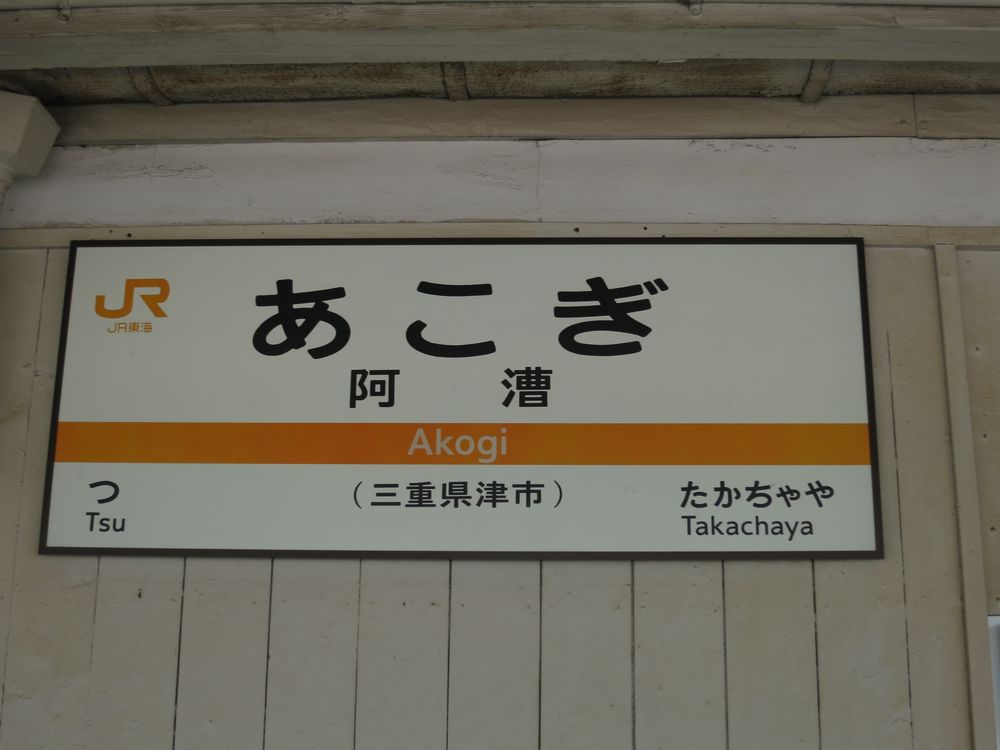 JR
JR東海
あこぎ
阿漕
Akogi
つ
Tsu
（三重県津市）
たかちゃや
Takachaya